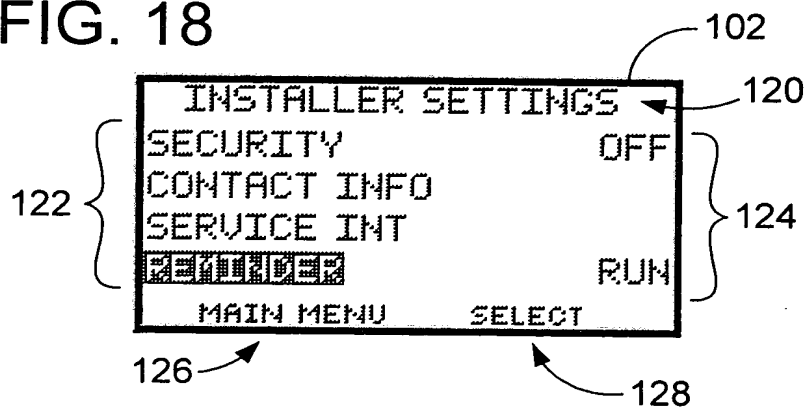 FIG. 18
102
INSTALLER SETTINGS
120
SECURITY OFF
CONTACT INFO
122
124
SERVICE INT
REMINDER RUN
MAIN MENU SELECT
126
128